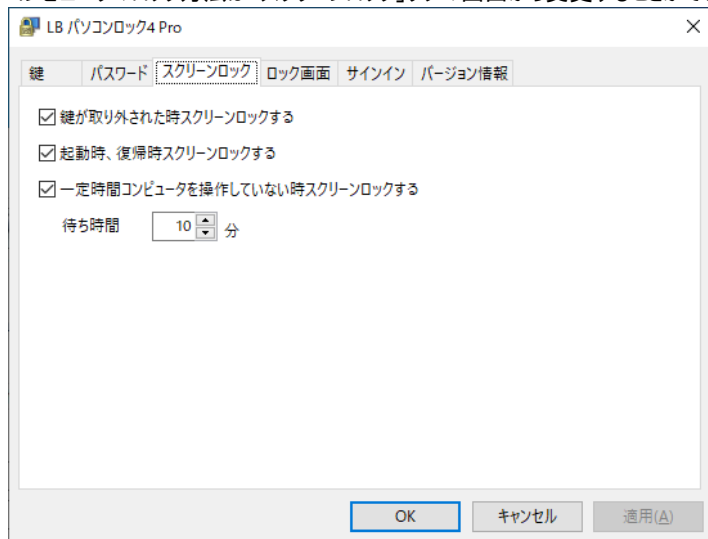 LB パソコンロック4 Pro
鍵 パスワード スクリーンロック ロック画面 サインイン バージョン情報
鍵が取り外された時スクリーンロックする
起動時、復帰時スクリーンロックする
一定時間コンピュータを操作していない時スクリーンロックする
待ち時間 10 分
OK キャンセル 適用(A)